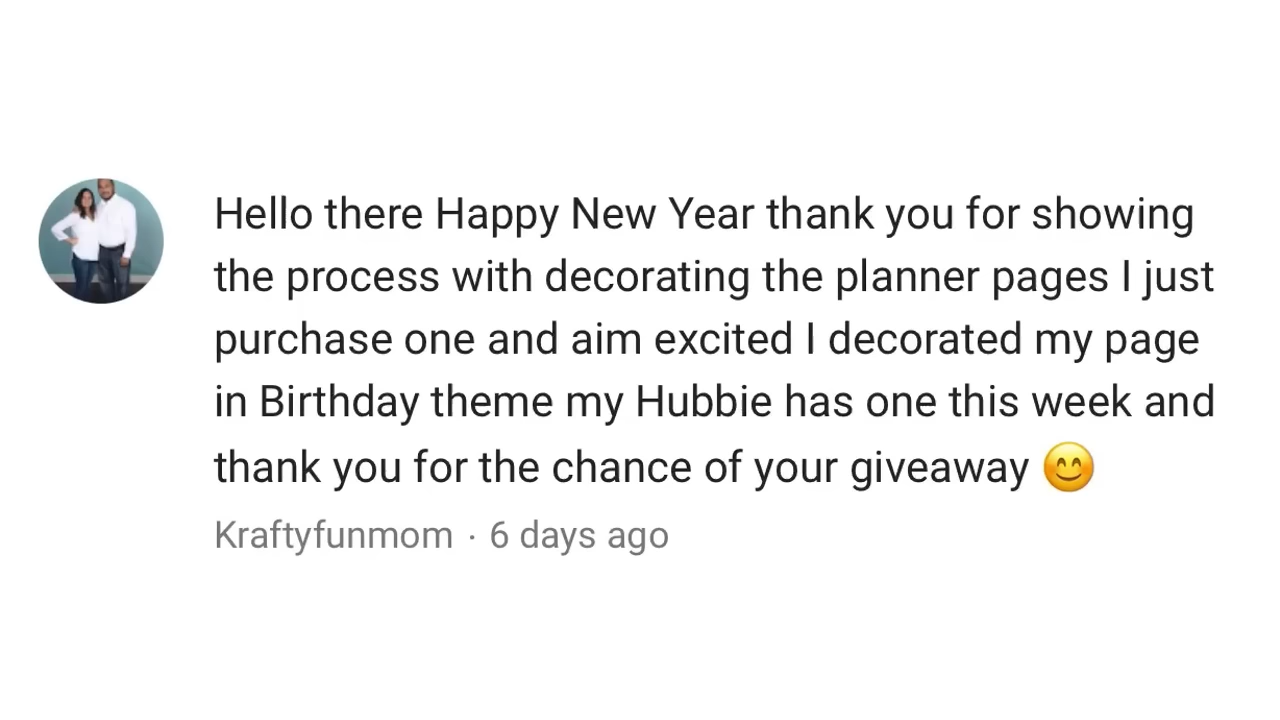 Hello there Happy New Year thank you for showing
the process with decorating the planner pages I just
purchase one and aim excited I decorated my page
in Birthday theme my Hubbie has one this week and
thank you for the chance of your giveaway 😊
Kraftyfunmom · 6 days ago